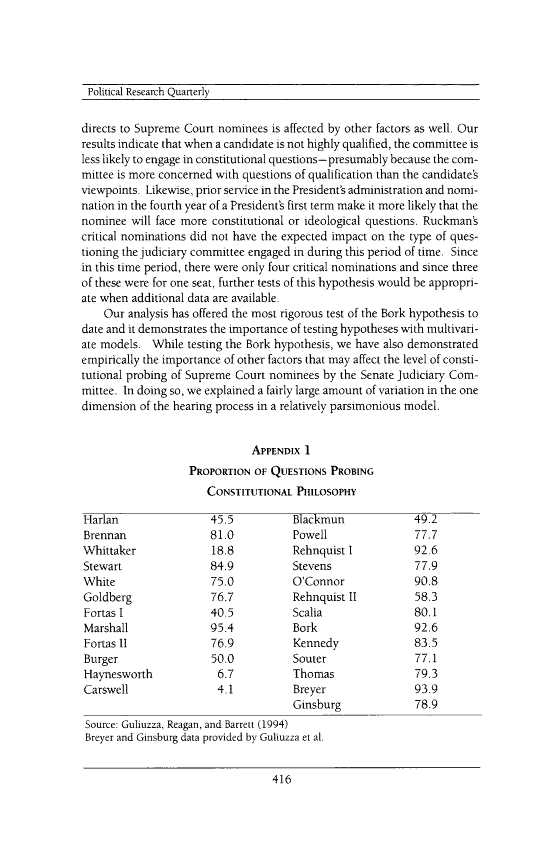 Political Research Quarterly
directs to Supreme Court nominees is affected by other factors as well. Our
results indicate that when a candidate is not highly qualified, the committee is
less likely to engage in constitutional questions—presumably because the com-
mittee is more concerned with questions of qualification than the candidate's
viewpoints. Likewise, prior service in the President's administration and nomi-
nation in the fourth year of a President's first term make it more likely that the
nominee will face more constitutional or ideological questions. Ruckman's
critical nominations did not have the expected impact on the type of ques-
tioning the judiciary committee engaged in during this period of time. Since
in this time period, there were only four critical nominations and since three
of these were for one seat, further tests of this hypothesis would be appropri-
ate when additional data are available.
Our analysis has offered the most rigorous test of the Bork hypothesis to
date and it demonstrates the importance of testing hypotheses with multivari-
ate models. While testing the Bork hypothesis, we have also demonstrated
empirically the importance of other factors that may affect the level of consti-
tutional probing of Supreme Court nominees by the Senate Judiciary Com-
mittee. In doing so, we explained a fairly large amount of variation in the one
dimension of the hearing process in a relatively parsimonious model.
APPENDIX 1
PROPORTION OF QUESTIONS PROBING
CONSTITUTIONAL PHILOSOPHY
Harlan 45.5 Blackmun 49.2
Brennan 81.0 Powell 77.7
Whittaker 18.8 Rehnquist I 92.6
Stewart 84.9 Stevens 77.9
White 75.0 O'Connor 90.8
Goldberg 76.7 Rehnquist II 58.3
Fortas I 40.5 Scalia 80.1
Marshall 95.4 Bork 92.6
Fortas II 76.9 Kennedy 83.5
Burger 50.0 Souter 77.1
Haynesworth 6.7 Thomas 79.3
Carswell 4.1 Breyer 93.9
Ginsburg 78.9
Source: Guliuzza, Reagan, and Barrett (1994)
Breyer and Ginsburg data provided by Guliuzza et al.
416